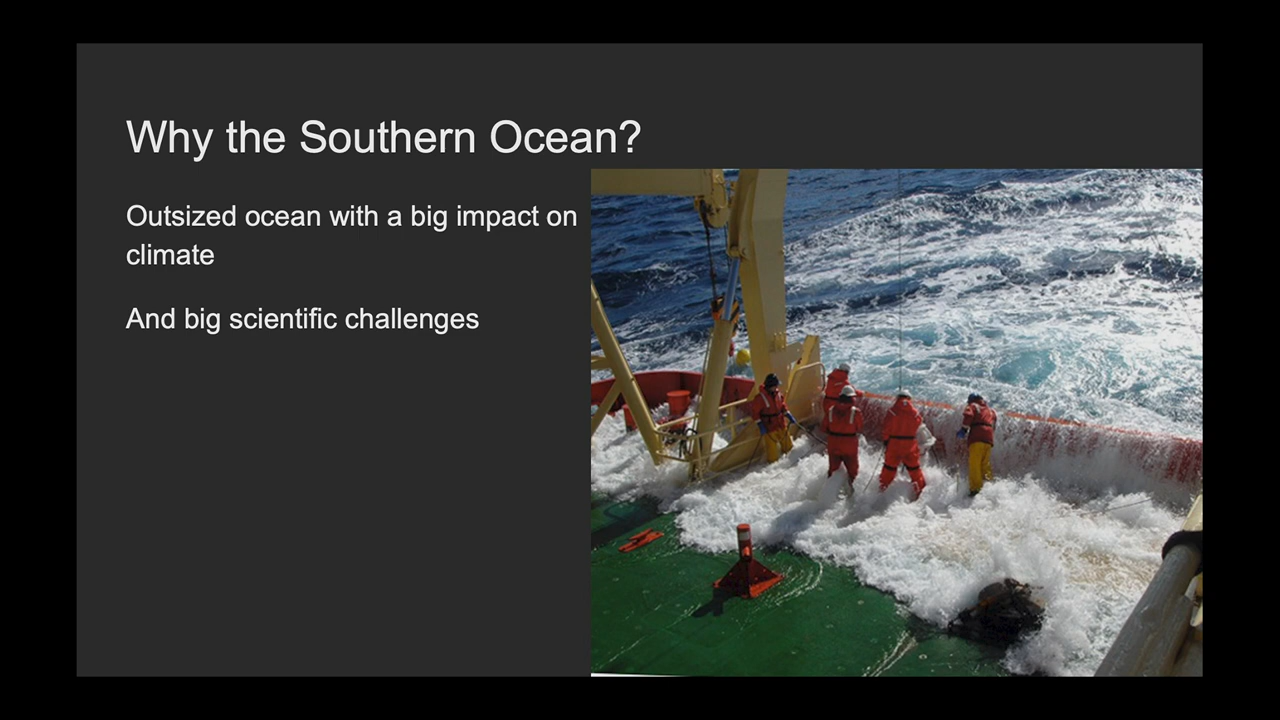 Why the Southern Ocean?
Outsized ocean with a big impact on
climate
And big scientific challenges